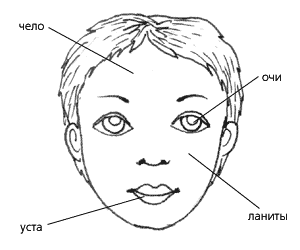 чело
очи
ланиты
уста